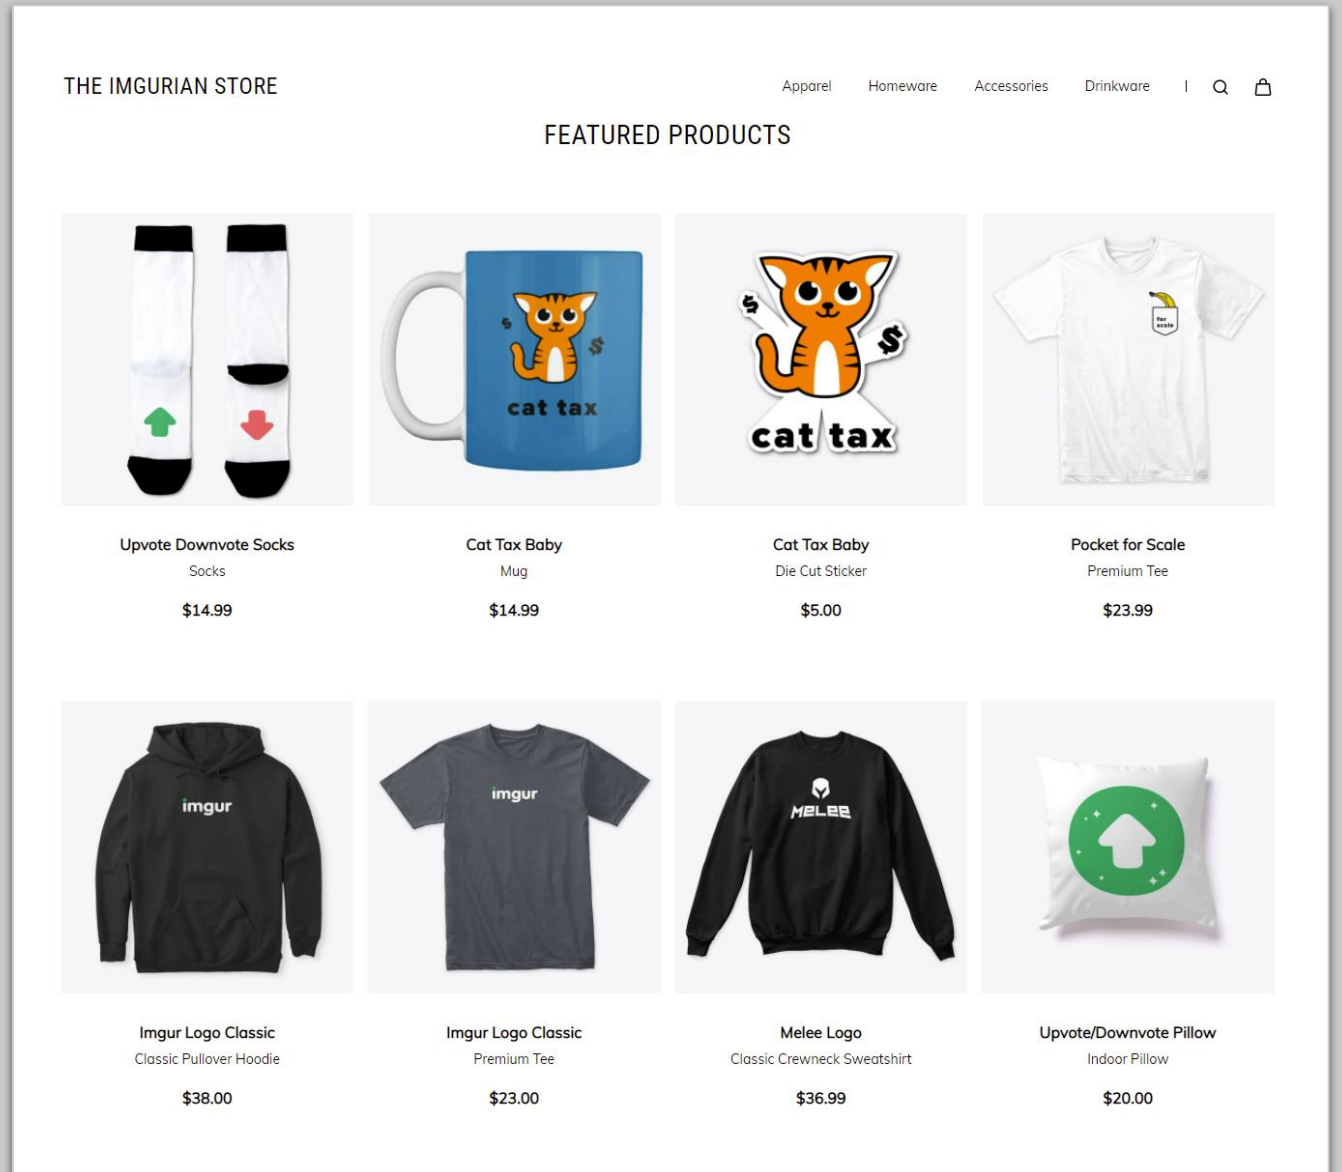 THE IMGURIAN STORE
Apparel Homeware Accessories Drinkware |
FEATURED PRODUCTS
$
$
cat tax
$
$
cat tax
for
scale
Upvote Downvote Socks
Socks
$14.99
Cat Tax Baby
Mug
$14.99
Cat Tax Baby
Die Cut Sticker
$5.00
Pocket for Scale
Premium Tee
$23.99
imgur
imgur
MELEE
Imgur Logo Classic
Classic Pullover Hoodie
$38.00
Imgur Logo Classic
Premium Tee
$23.00
Melee Logo
Classic Crewneck Sweatshirt
$36.99
Upvote/Downvote Pillow
Indoor Pillow
$20.00